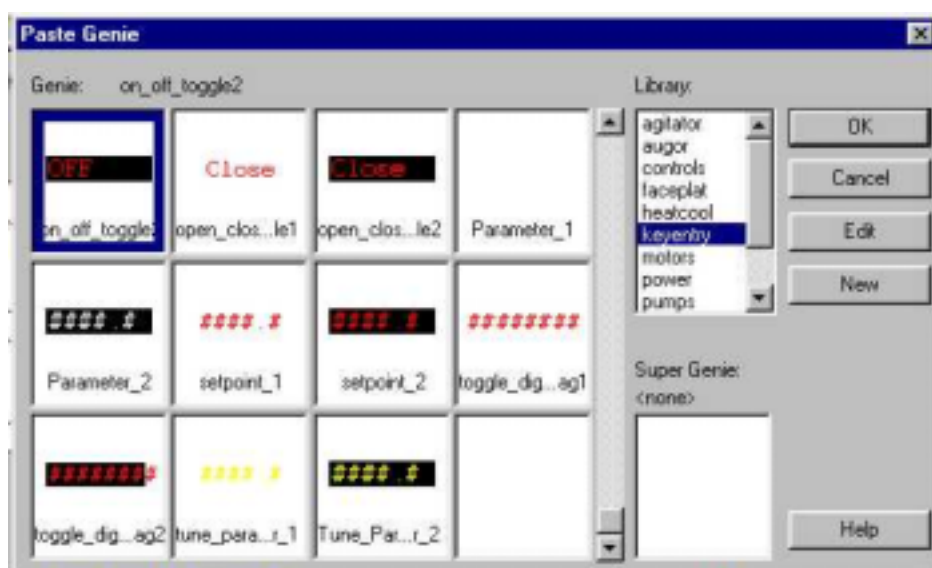 Paste Genie
Genie: on_off_toggle2
OFF
Close
Close
on_off_toggle2
open_clos...le1
open_clos...le2
Parameter_1
####.#
####.#
####.#
########
Parameter_2
setpoint_1
setpoint_2
toggle_dig...ag1
########
####.#
####.#
toggle_dig...ag2
tune_para...r_1
Tune_Par...r_2
Library:
agitator
augor
controls
faceplat
heatcool
keyentry
motors
power
pumps
Super Genie:
<none>
OK
Cancel
Edit
New
Help